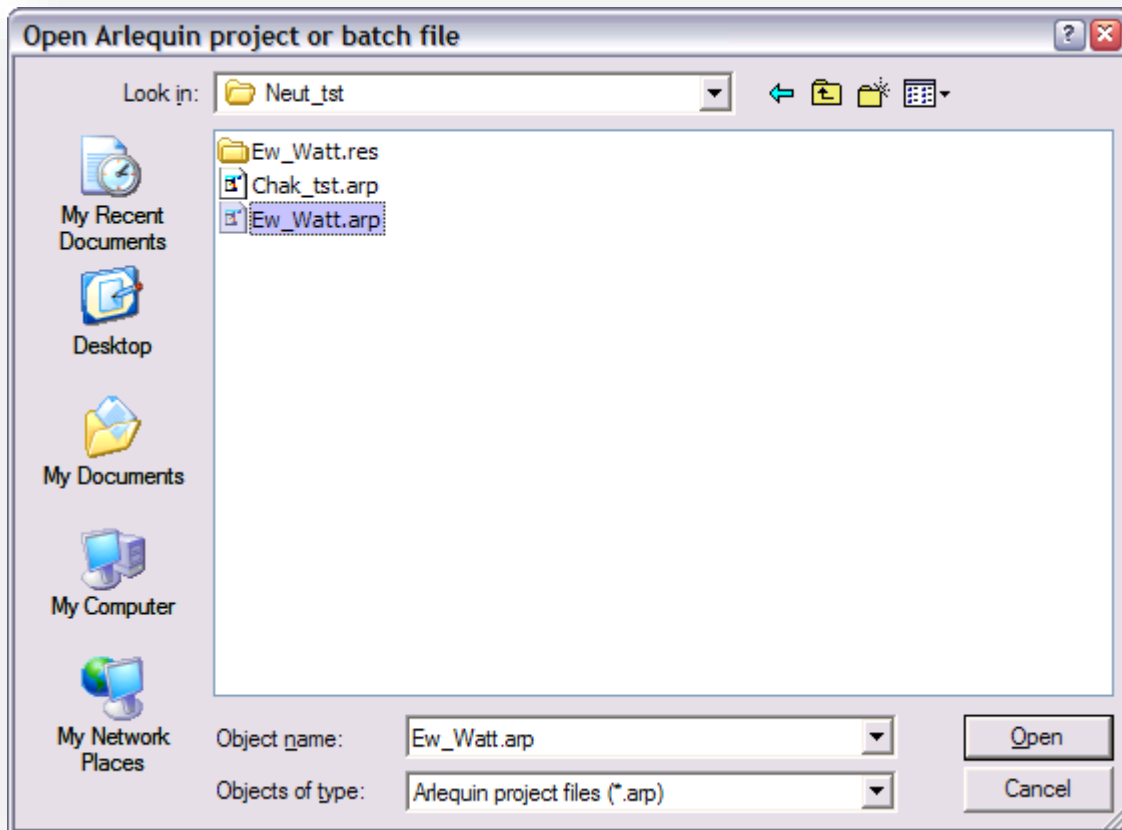 Open Arlequin project or batch file
Look in: Neut_tst
Ew_Watt.res
Chak_tst.arp
Ew_Watt.arp
My Recent
Documents
Desktop
My Documents
My Computer
My Network
Places
Object name: Ew_Watt.arp Open
Objects of type: Arlequin project files (*.arp) Cancel